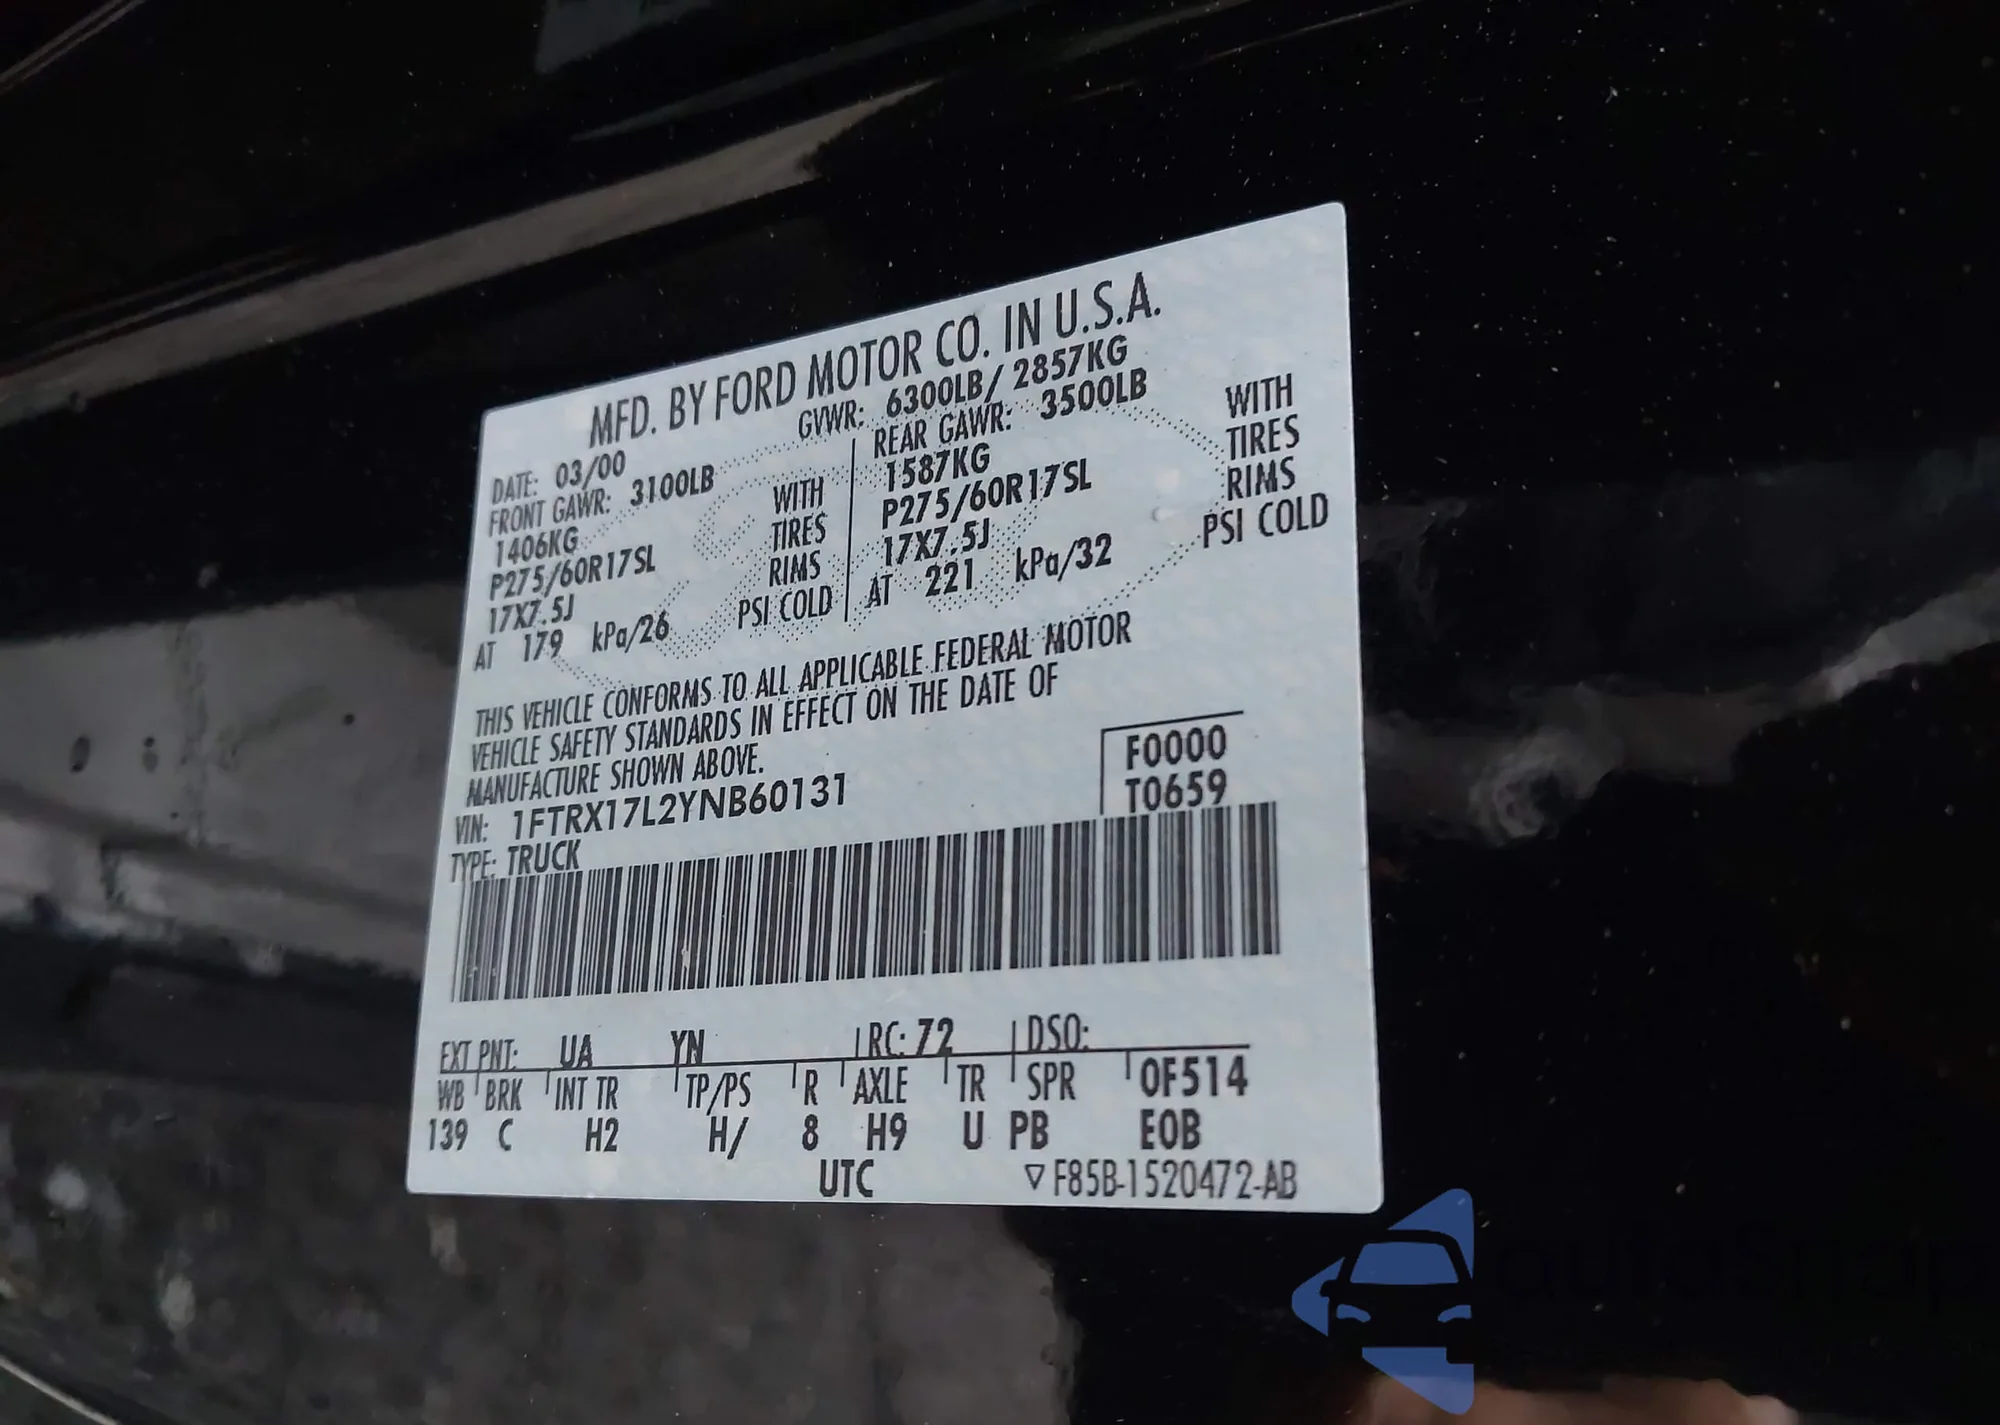 MFD. BY FORD MOTOR CO. IN U.S.A.
DATE: 03/00 GVWR: 6300LB/ 2857KG
FRONT GAWR: 3100LB REAR GAWR: 3500LB
1406KG WITH 1587KG WITH
P275/60R17SL TIRES P275/60R17SL TIRES
17X7.5J RIMS 17X7.5J RIMS
AT 179 kPa/26 PSI COLD AT 221 kPa/32 PSI COLD
THIS VEHICLE CONFORMS TO ALL APPLICABLE FEDERAL MOTOR
VEHICLE SAFETY STANDARDS IN EFFECT ON THE DATE OF
MANUFACTURE SHOWN ABOVE.
F0000
VIN: 1FTRX17L2YNB60131 T0659
TYPE: TRUCK
EXT PNT: UA YN RC: 72 DSO:
WB BRK INT TR TP/PS R AXLE TR SPR 0F514
139 C H2 H/ 8 H9 U PB E0B
UTC ▽F85B-1520472-AB